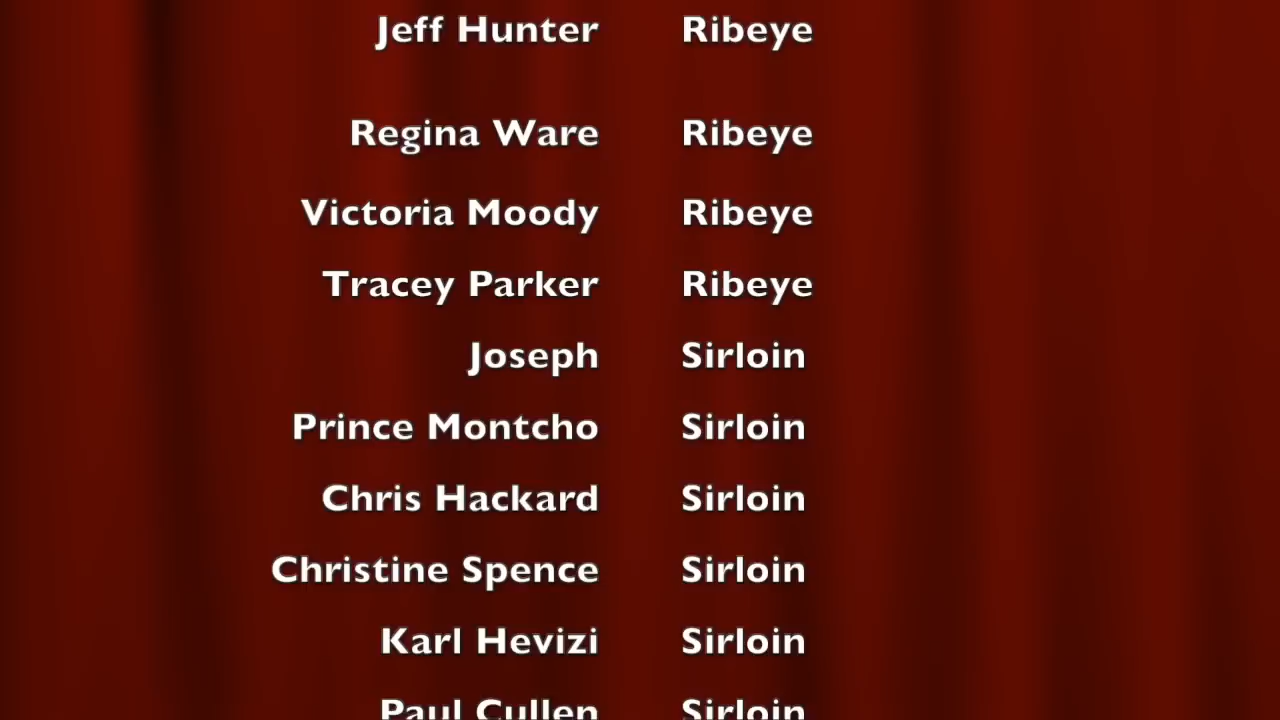 Jeff Hunter Ribeye
Regina Ware Ribeye
Victoria Moody Ribeye
Tracey Parker Ribeye
Joseph Sirloin
Prince Montcho Sirloin
Chris Hackard Sirloin
Christine Spence Sirloin
Karl Hevizi Sirloin
Paul Cullen Sirloin